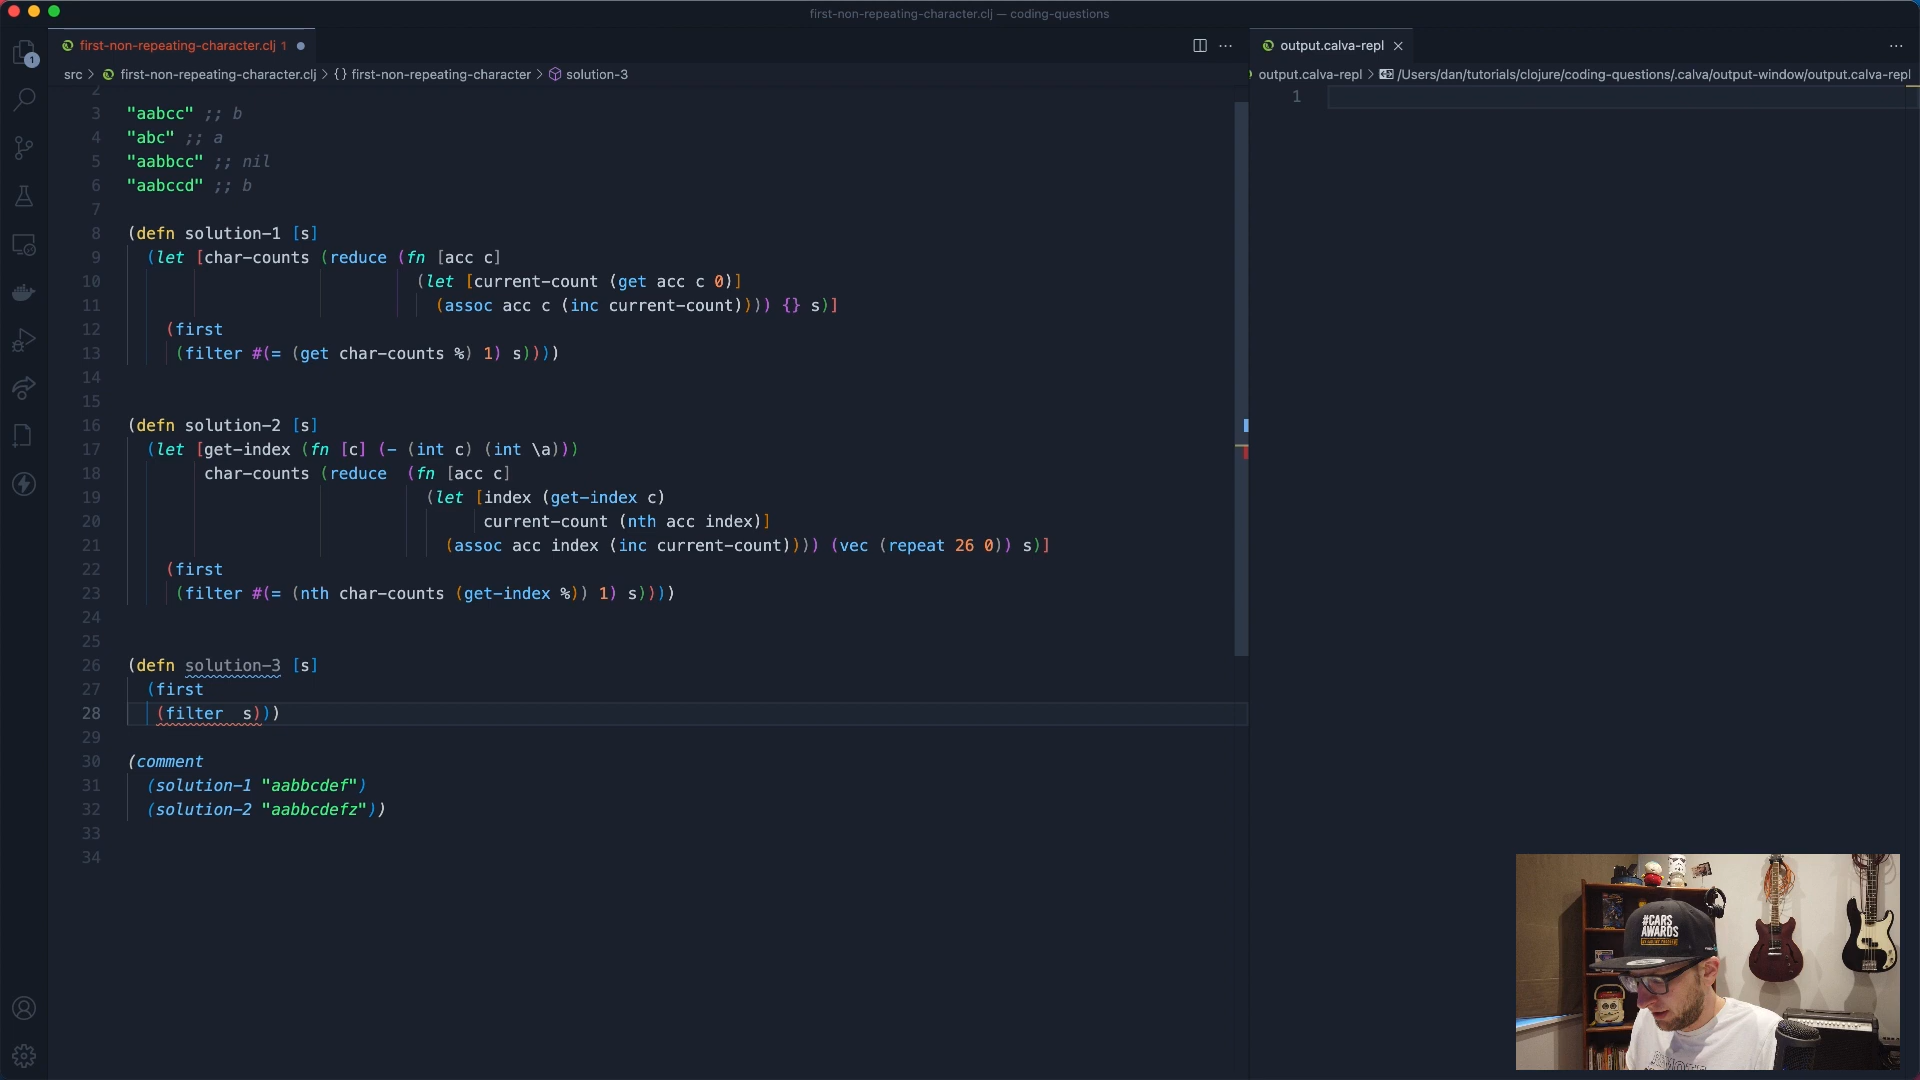 first-non-repeating-character.clj — coding-questions
first-non-repeating-character.clj 1
output.calva-repl
src > first-non-repeating-character.clj > {} first-non-repeating-character > solution-3
output.calva-repl > /Users/dan/tutorials/clojure/coding-questions/.calva/output-window/output.calva-repl
1
1
2
3 "aabcc" ;; b
4 "abc" ;; a
5 "aabbcc" ;; nil
6 "aabccd" ;; b
7
8 (defn solution-1 [s]
9 (let [char-counts (reduce (fn [acc c]
10 (let [current-count (get acc c 0)]
11 (assoc acc c (inc current-count)))) {} s)]
12 (first
13 (filter #(= (get char-counts %) 1) s))))
14
15
16 (defn solution-2 [s]
17 (let [get-index (fn [c] (- (int c) (int \a)))
18 char-counts (reduce  (fn [acc c]
19 (let [index (get-index c)
20 current-count (nth acc index)]
21 (assoc acc index (inc current-count)))) (vec (repeat 26 0)) s)]
22 (first
23 (filter #(= (nth char-counts (get-index %)) 1) s))))
24
25
26 (defn solution-3 [s]
27 (first
28 (filter  s)))
29
30 (comment
31 (solution-1 "aabbcdef")
32 (solution-2 "aabbcdefz"))
33
34
#CARS
AWARDS